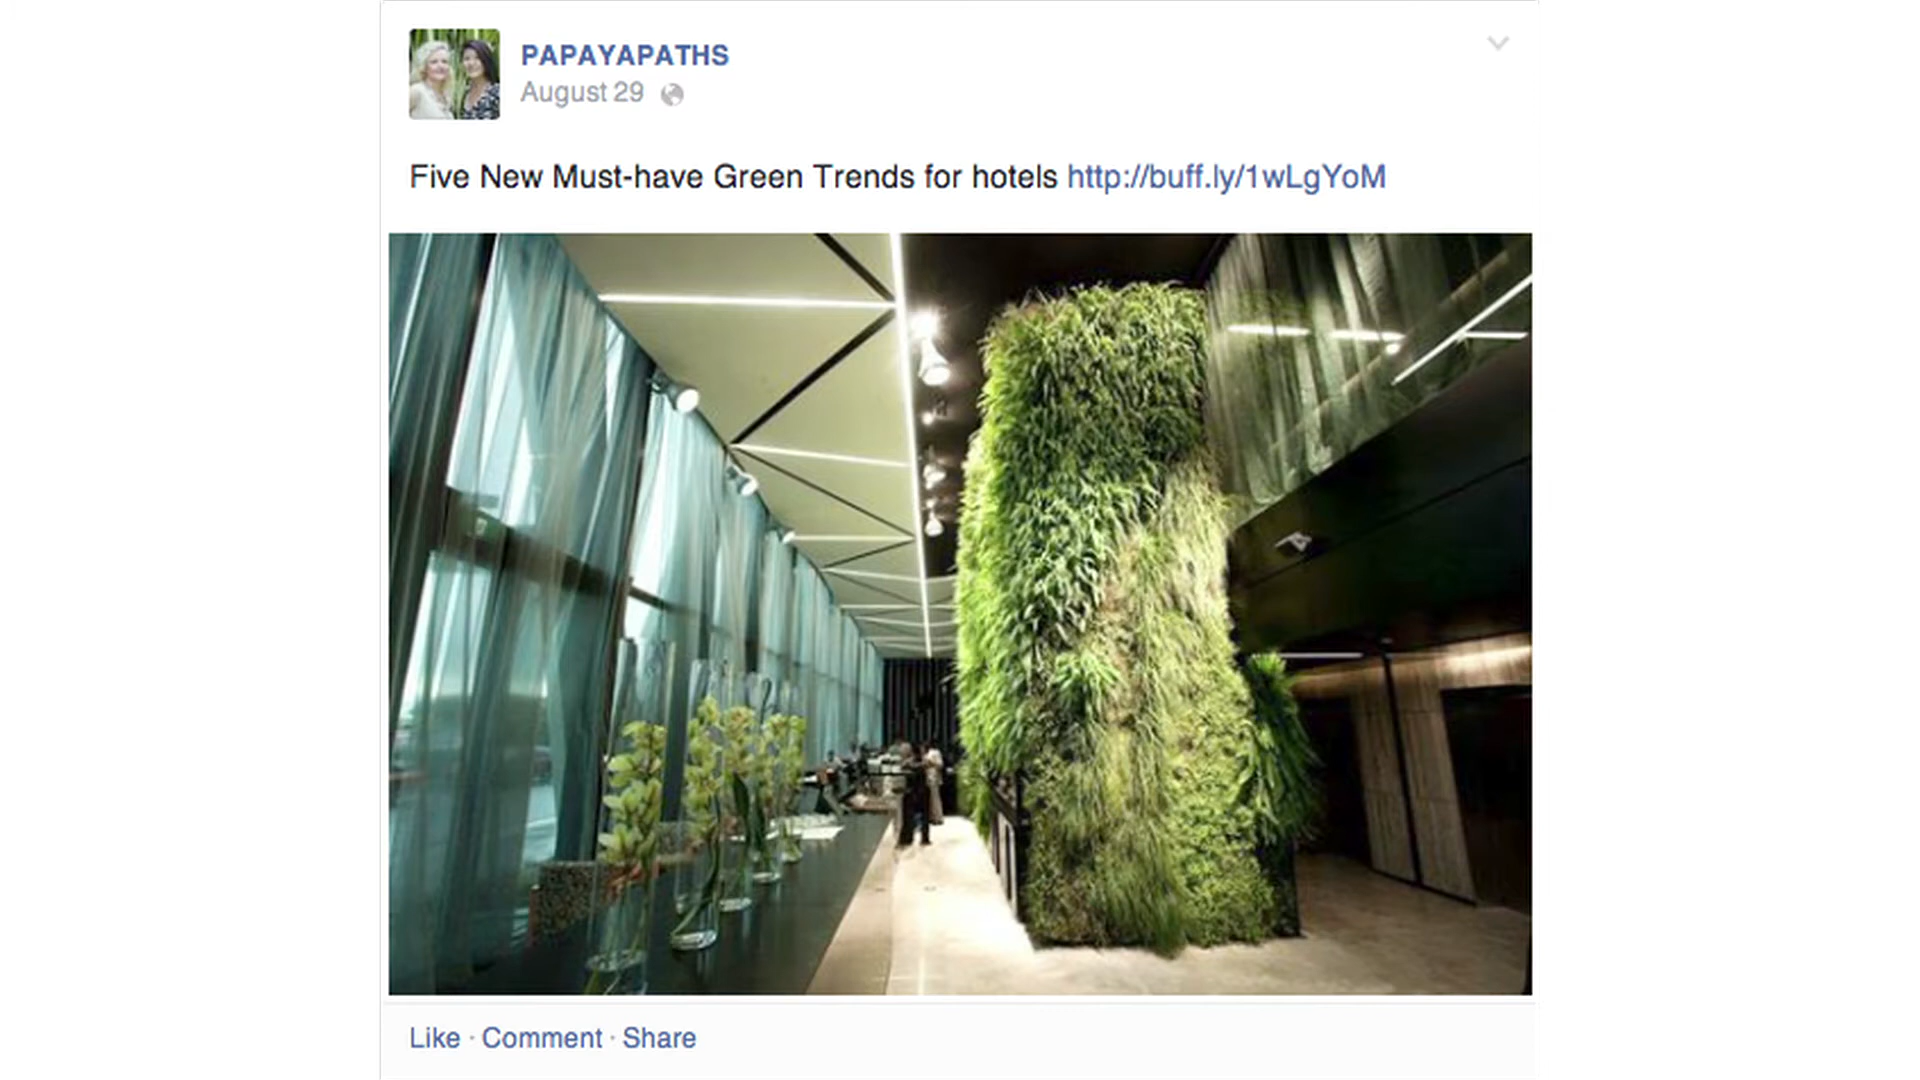 PAPAYAPATHS
August 29
Five New Must-have Green Trends for hotels http://buff.ly/1wLgYoM
Like · Comment · Share